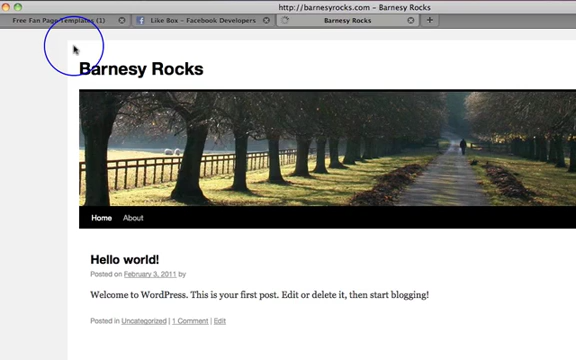 http://barnesyrocks.com – Barnesy Rocks
Free Fan Page Templates (1)
Like Box – Facebook Developers
Barnesy Rocks
Barnesy Rocks
Home
About
Hello world!
Posted on February 3, 2011 by
Welcome to WordPress. This is your first post. Edit or delete it, then start blogging!
Posted in Uncategorized | 1 Comment | Edit